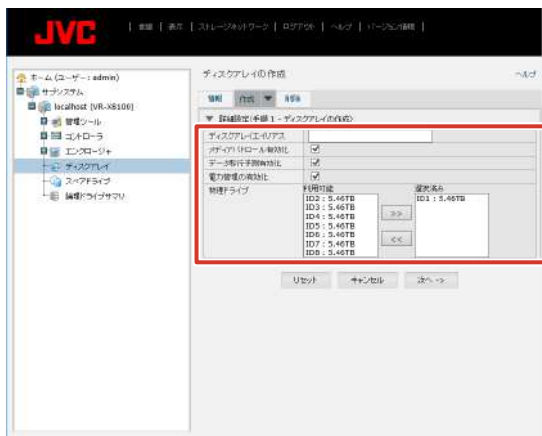 JVC
管理 | 表示 | ストレージネットワーク | ログアウト | ヘルプ | バージョン情報
ホーム (ユーザー: admin)
サブシステム
localhost [VR-X8100]
管理ツール
コントローラ
エンクロージャ
ディスクアレイ
スペアドライブ
論理ドライブサマリ
ディスクアレイの作成
ヘルプ
情報 作成 削除
詳細設定(手順 1 - ディスクアレイの作成)
ディスクアレイエイリアス
メディアパトロール有効化
データ移行予測有効化
電力管理の有効化
物理ドライブ
利用可能
ID2 : 5.46TB
ID3 : 5.46TB
ID4 : 5.46TB
ID5 : 5.46TB
ID6 : 5.46TB
ID7 : 5.46TB
ID8 : 5.46TB
>>
<<
選択済み
ID1 : 5.46TB
リセット キャンセル 次へ ->